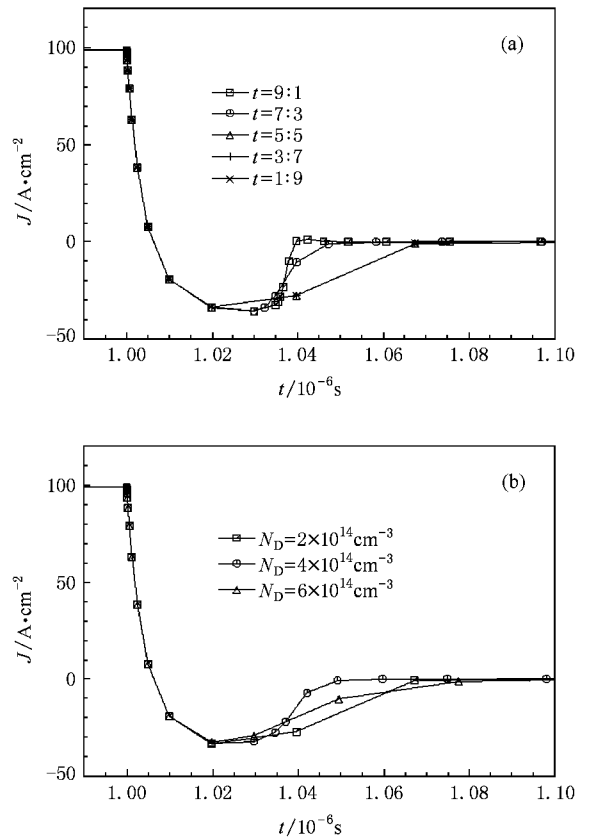 (a)
100
50
0
−50
J/A•cm⁻²
t=9:1
t=7:3
t=5:5
t=3:7
t=1:9
1.00 1.02 1.04 1.06 1.08 1.10
t/10⁻⁶s
(b)
100
50
0
−50
J/A•cm⁻²
N_D=2×10¹⁴cm⁻³
N_D=4×10¹⁴cm⁻³
N_D=6×10¹⁴cm⁻³
1.00 1.02 1.04 1.06 1.08 1.10
t/10⁻⁶s